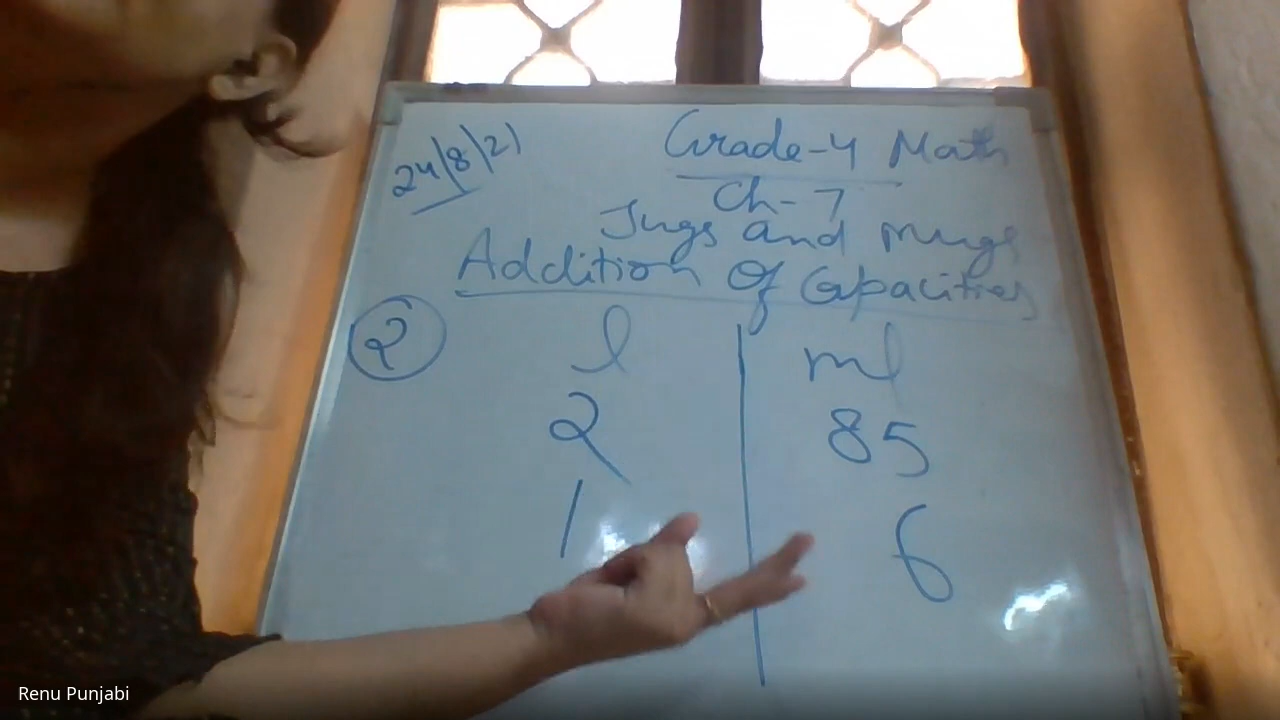 24/8/21
Grade-4 Math
Ch-7
Jugs and Mugs
Addition Of Capacities
2 l ml
2 85
1 6
Renu Punjabi